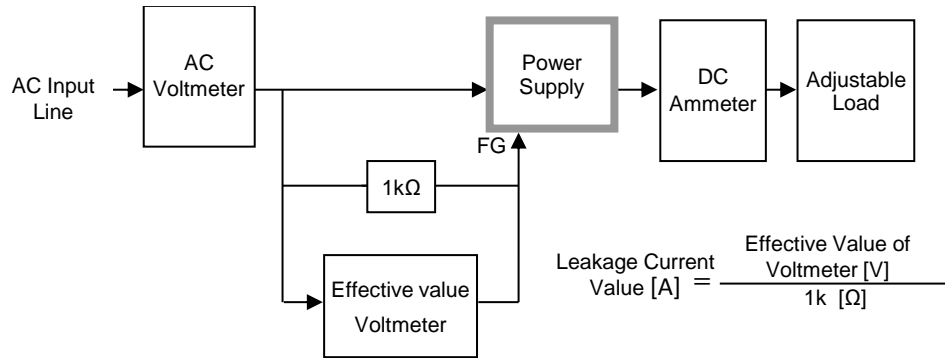 AC Input
Line
AC
Voltmeter
Power
Supply
DC
Ammeter
Adjustable
Load
FG
1kΩ
Effective value
Voltmeter
Leakage Current
Value [A]
=
Effective Value of
Voltmeter [V]
1k [Ω]